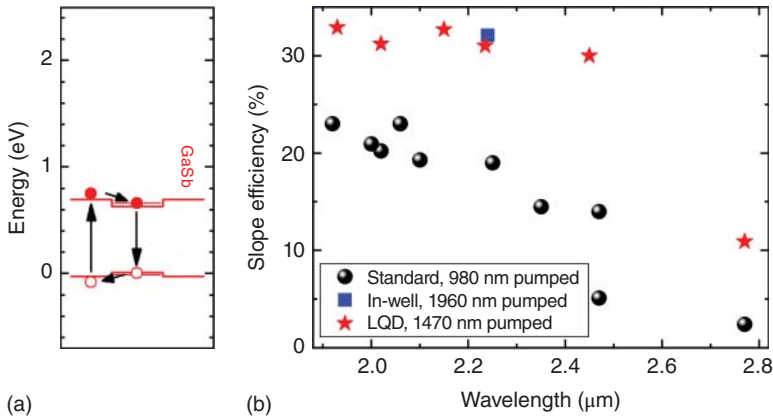 2
1
0
Energy (eV)
GaSb
(a)
30
20
10
0
Slope efficiency (%)
Standard, 980 nm pumped
In-well, 1960 nm pumped
LQD, 1470 nm pumped
2.0 2.2 2.4 2.6 2.8
Wavelength (μm)
(b)